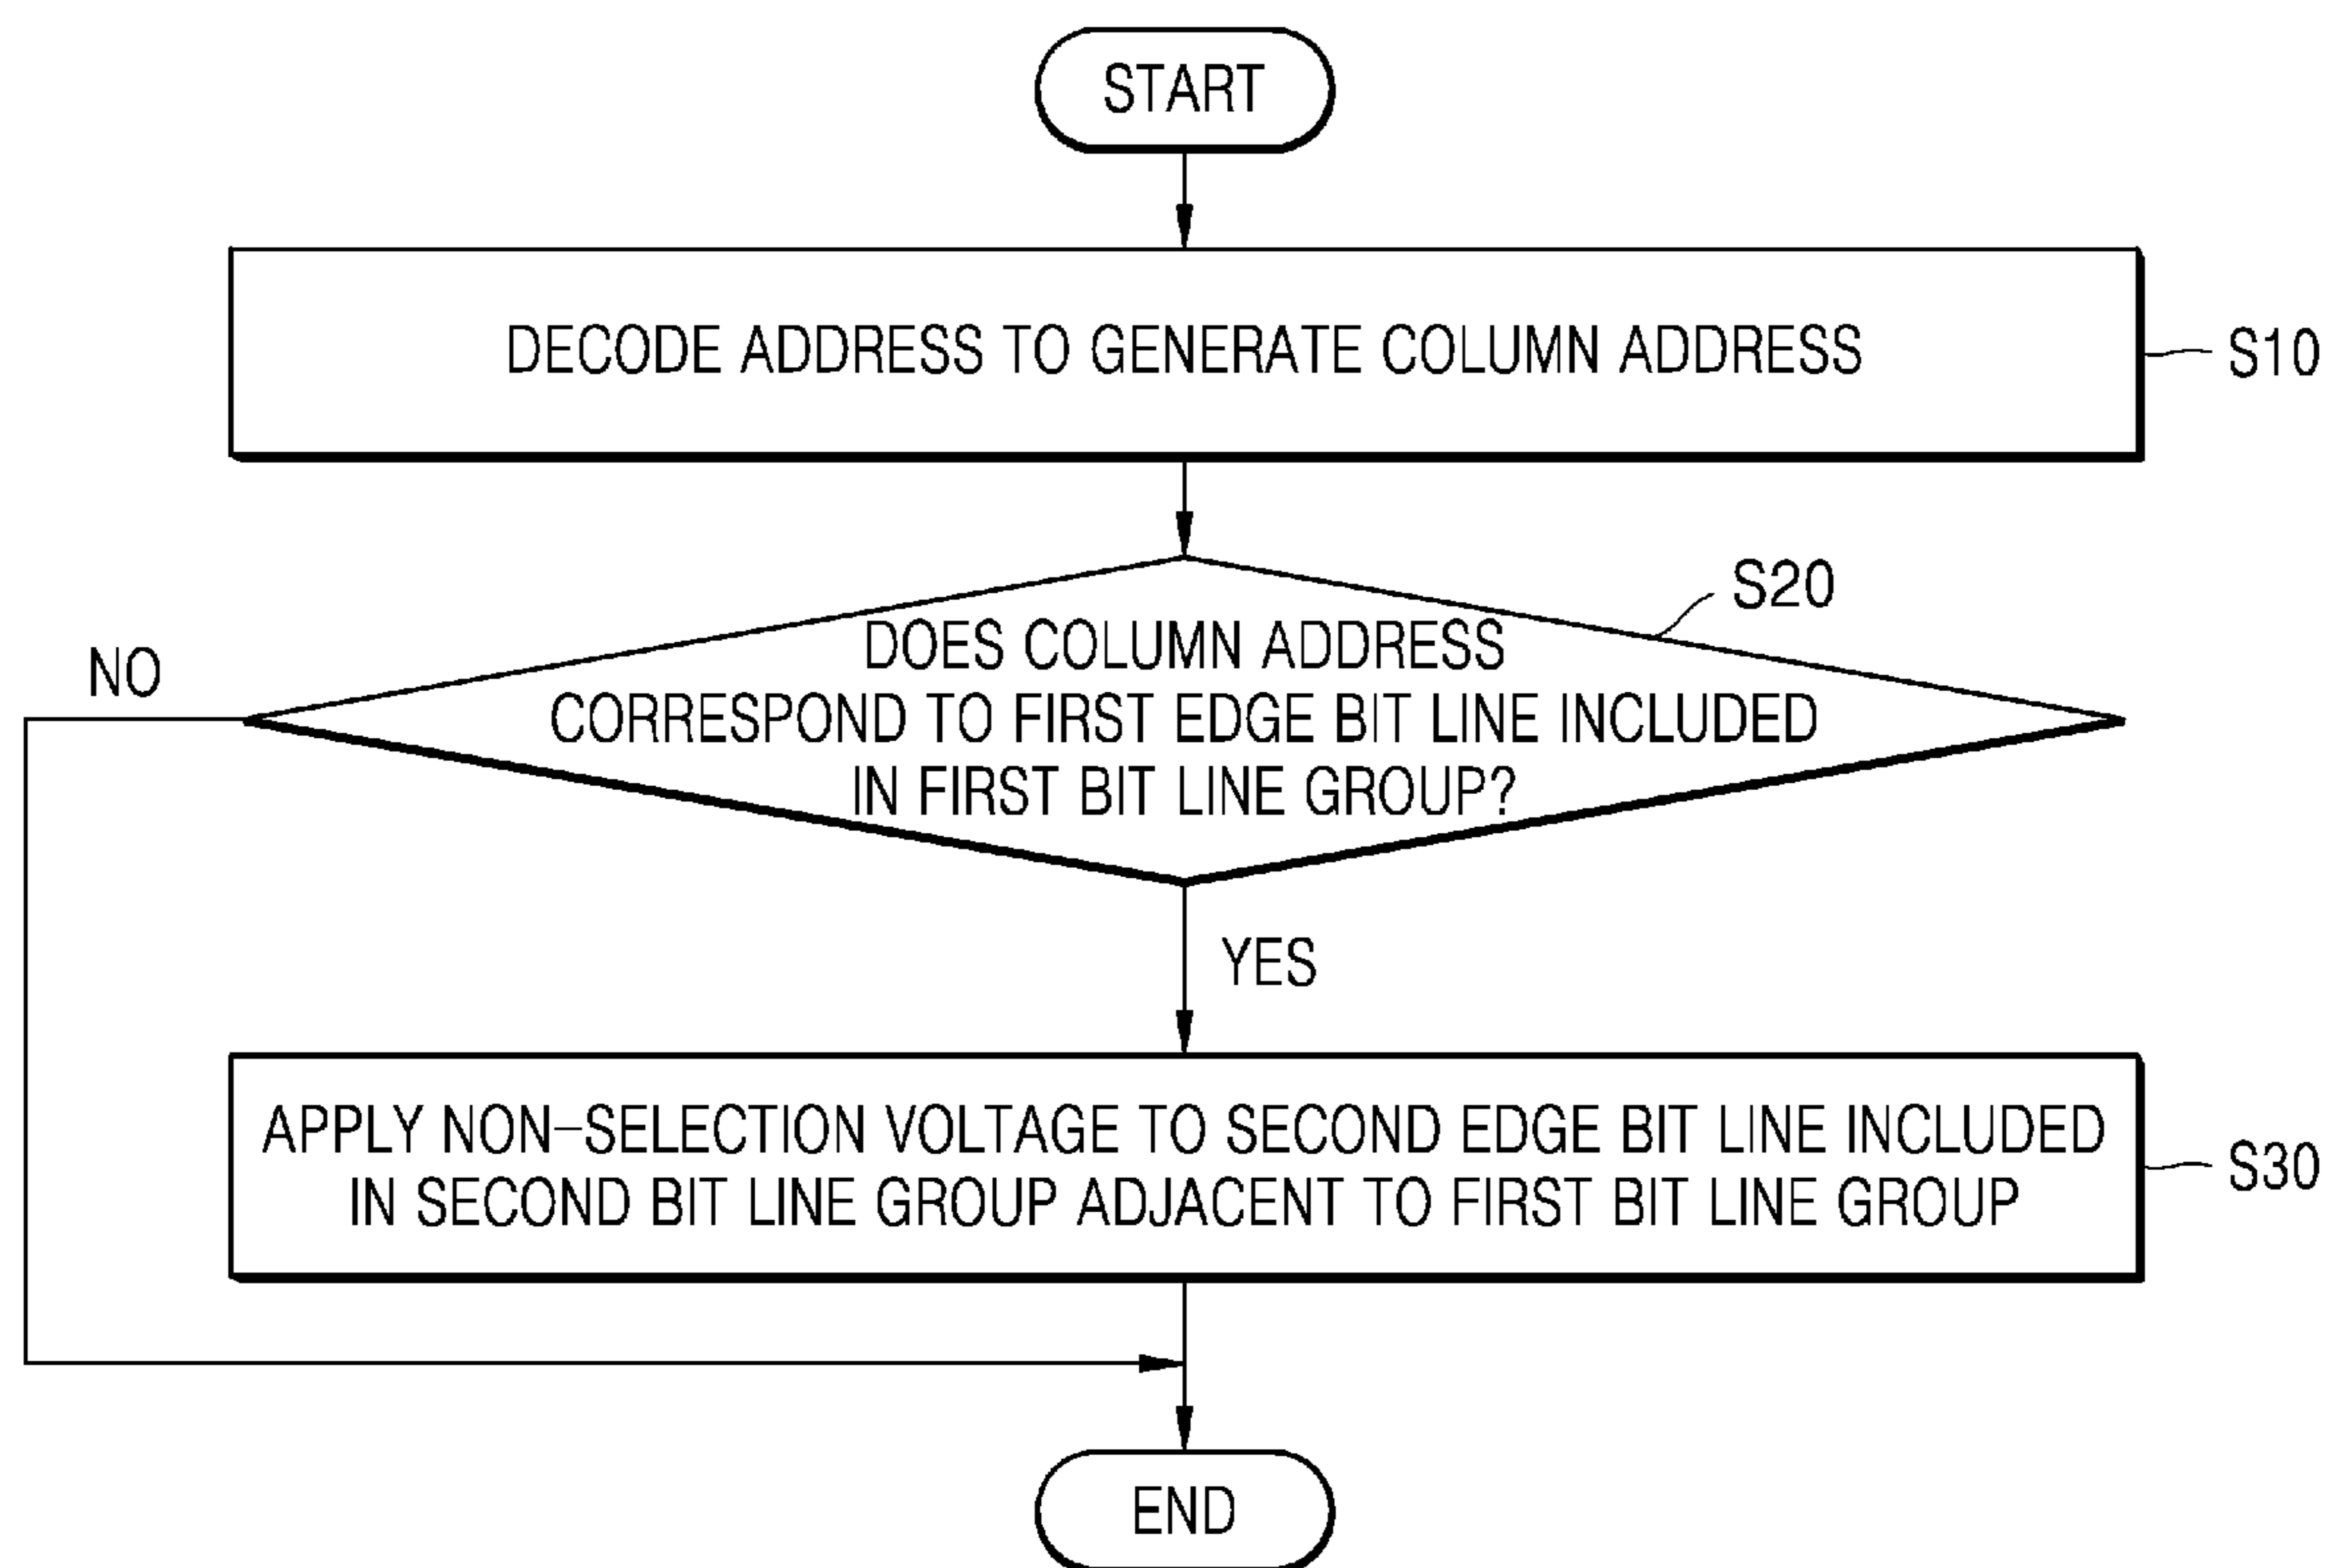 START
DECODE ADDRESS TO GENERATE COLUMN ADDRESS
S10
S20
DOES COLUMN ADDRESS
CORRESPOND TO FIRST EDGE BIT LINE INCLUDED
IN FIRST BIT LINE GROUP?
NO
YES
APPLY NON-SELECTION VOLTAGE TO SECOND EDGE BIT LINE INCLUDED
IN SECOND BIT LINE GROUP ADJACENT TO FIRST BIT LINE GROUP
S30
END